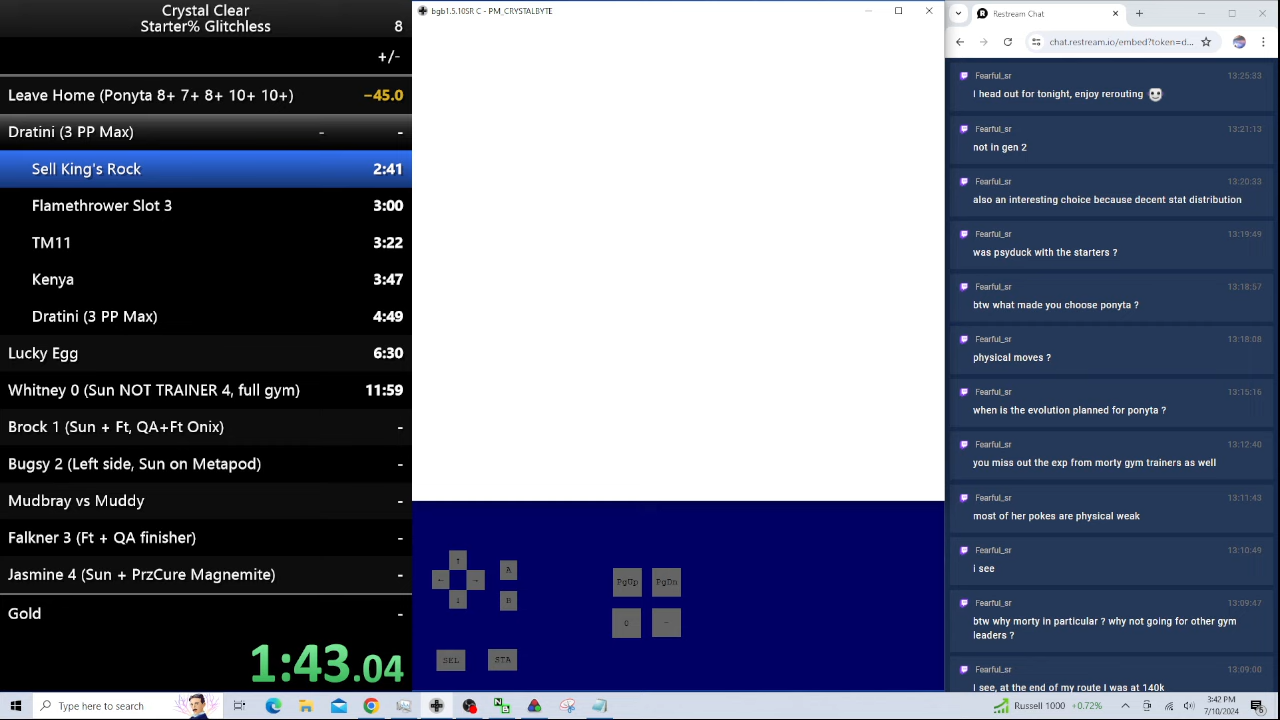 Crystal Clear
Starter% Glitchless
8
+/-
Leave Home (Ponyta 8+ 7+ 8+ 10+ 10+) −45.0
Dratini (3 PP Max) - -
Sell King's Rock 2:41
Flamethrower Slot 3 3:00
TM11 3:22
Kenya 3:47
Dratini (3 PP Max) 4:49
Lucky Egg 6:30
Whitney 0 (Sun NOT TRAINER 4, full gym) 11:59
Brock 1 (Sun + Ft, QA+Ft Onix) -
Bugsy 2 (Left side, Sun on Metapod) -
Mudbray vs Muddy -
Falkner 3 (Ft + QA finisher) -
Jasmine 4 (Sun + PrzCure Magnemite) -
Gold -
1:43.04
bgb1.5.10SR C - PM_CRYSTALBYTE
↑
← →
↓
A
B
SEL STA
PgUp PgDn
0 -
Restream Chat
chat.restream.io/embed?token=d...
Fearful_sr 13:25:33
I head out for tonight, enjoy rerouting
Fearful_sr 13:21:13
not in gen 2
Fearful_sr 13:20:33
also an interesting choice because decent stat distribution
Fearful_sr 13:19:49
was psyduck with the starters ?
Fearful_sr 13:18:57
btw what made you choose ponyta ?
Fearful_sr 13:18:08
physical moves ?
Fearful_sr 13:15:16
when is the evolution planned for ponyta ?
Fearful_sr 13:12:40
you miss out the exp from morty gym trainers as well
Fearful_sr 13:11:43
most of her pokes are physical weak
Fearful_sr 13:10:49
i see
Fearful_sr 13:09:47
btw why morty in particular ? why not going for other gym
leaders ?
Fearful_sr 13:09:00
I see, at the end of my route I was at 140k
Type here to search
Russell 1000 +0.72%
3:42 PM
7/10/2024